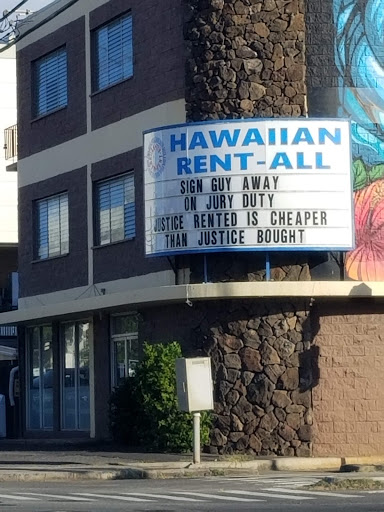 HAWAIIAN
RENT-ALL
SIGN GUY AWAY
ON JURY DUTY
JUSTICE RENTED IS CHEAPER
THAN JUSTICE BOUGHT